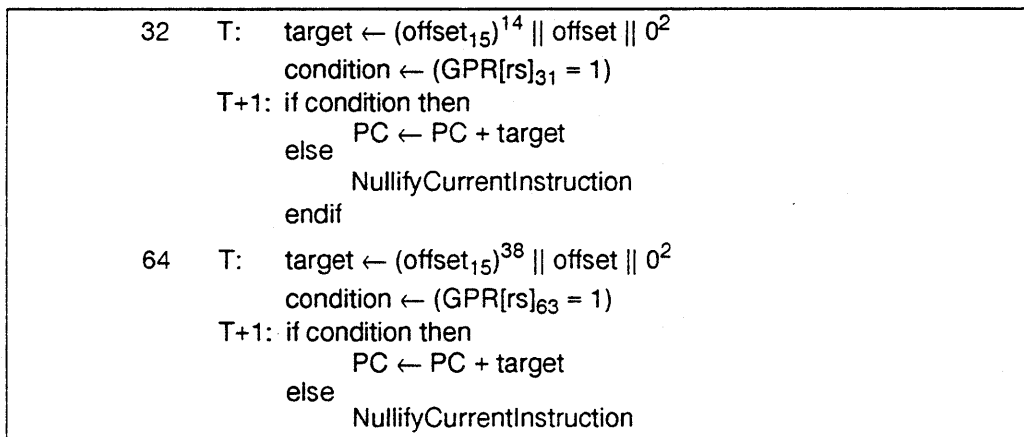 32 T: target ← (offset₁₅)¹⁴ || offset || 0²
condition ← (GPR[rs]₃₁ = 1)
T+1: if condition then
PC ← PC + target
else
NullifyCurrentInstruction
endif
64 T: target ← (offset₁₅)³⁸ || offset || 0²
condition ← (GPR[rs]₆₃ = 1)
T+1: if condition then
PC ← PC + target
else
NullifyCurrentInstruction